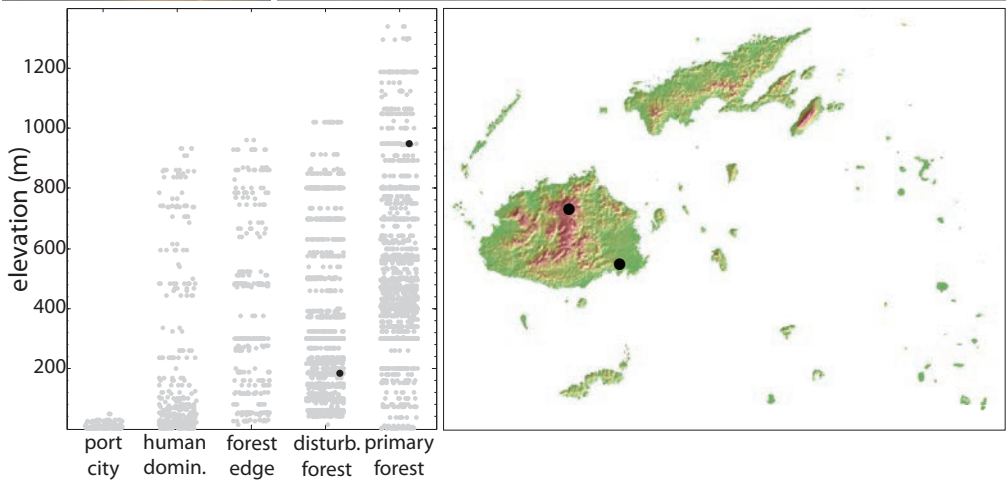 elevation (m)
1200
1000
800
600
400
200
port
city
human
domin.
forest
edge
disturb.
forest
primary
forest